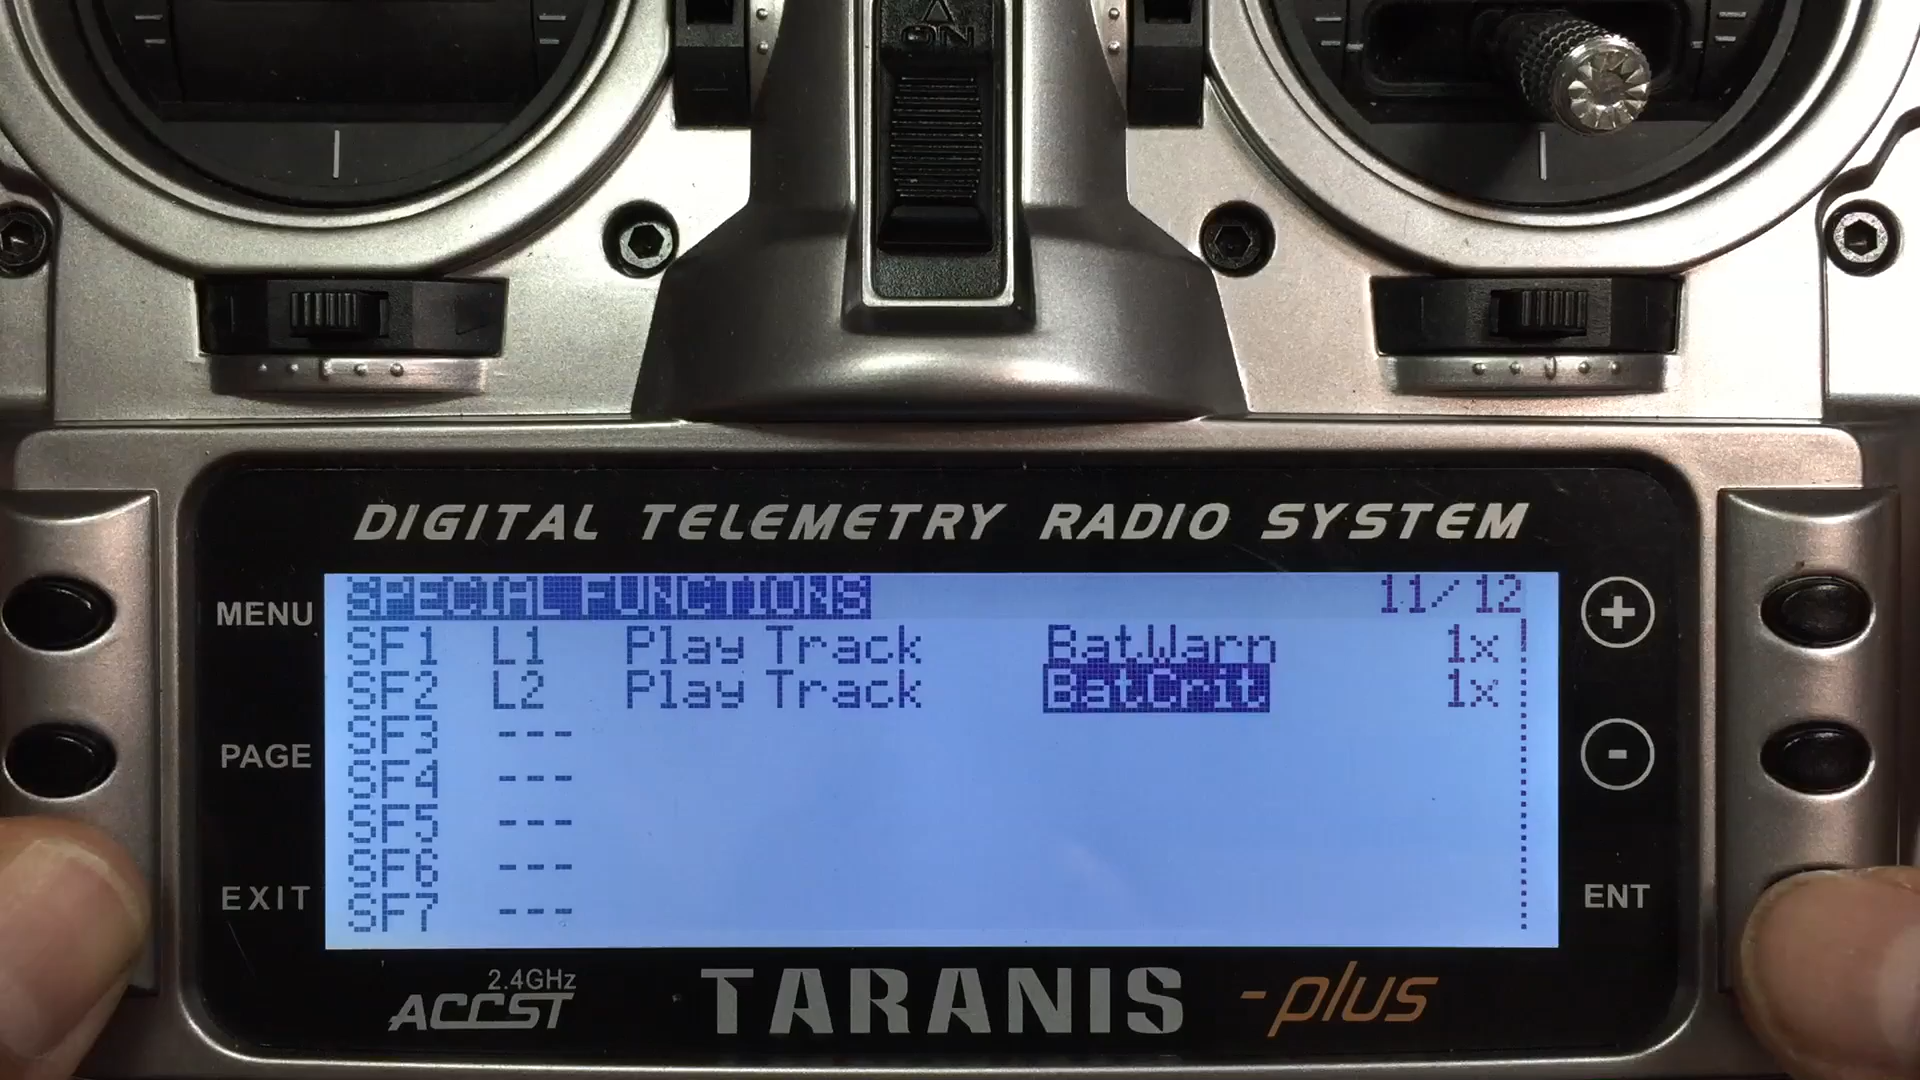 ON
DIGITAL TELEMETRY RADIO SYSTEM
MENU
PAGE
EXIT
SPECIAL FUNCTIONS 11/12
SF1 L1 Play Track BatWarn 1x
SF2 L2 Play Track BatCrit 1x
SF3 ---
SF4 ---
SF5 ---
SF6 ---
SF7 ---
+
-
ENT
2.4GHz
ACCST
TARANIS -plus